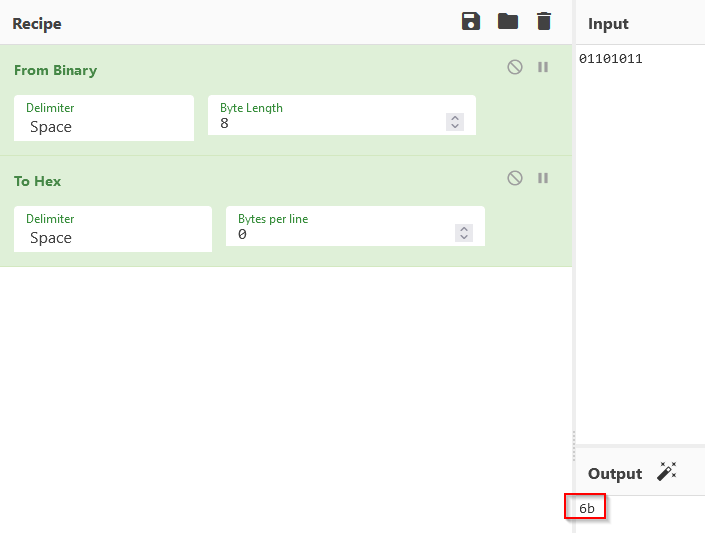 Recipe
From Binary
Delimiter
Space
Byte Length
8
To Hex
Delimiter
Space
Bytes per line
0
Input
01101011
Output
6b